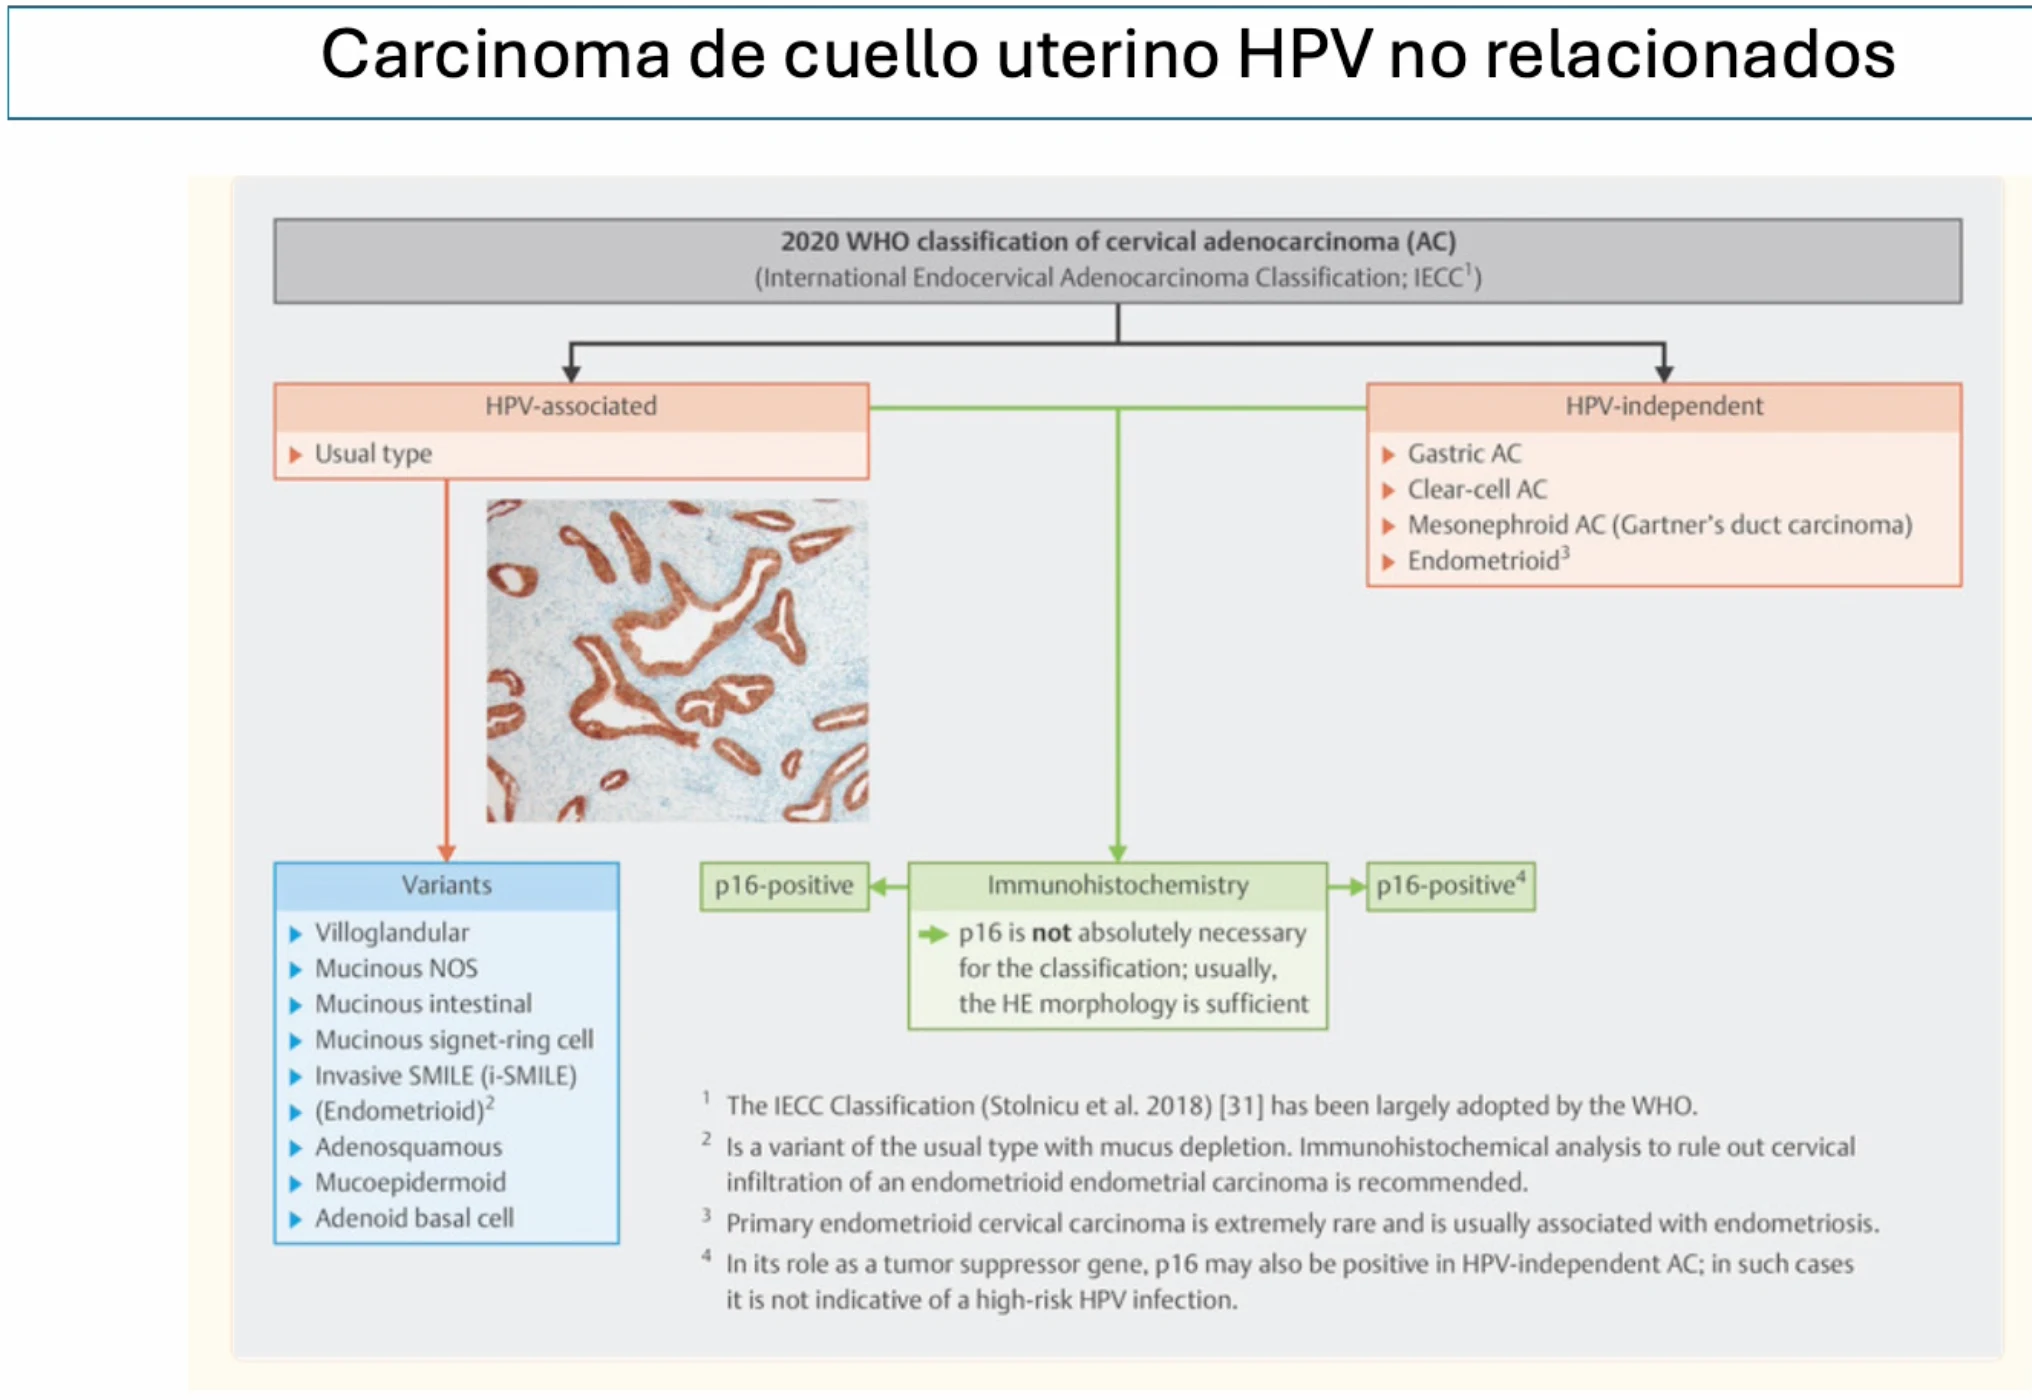 Carcinoma de cuello uterino HPV no relacionados
2020 WHO classification of cervical adenocarcinoma (AC)
(International Endocervical Adenocarcinoma Classification; IECC¹)
HPV-associated
Usual type
HPV-independent
Gastric AC
Clear-cell AC
Mesonephroid AC (Gartner's duct carcinoma)
Endometrioid³
Variants
Villoglandular
Mucinous NOS
Mucinous intestinal
Mucinous signet-ring cell
Invasive SMILE (i-SMILE)
(Endometrioid)²
Adenosquamous
Mucoepidermoid
Adenoid basal cell
p16-positive
Immunohistochemistry
p16 is not absolutely necessary
for the classification; usually,
the HE morphology is sufficient
p16-positive⁴
¹ The IECC Classification (Stolnicu et al. 2018) [31] has been largely adopted by the WHO.
² Is a variant of the usual type with mucus depletion. Immunohistochemical analysis to rule out cervical
infiltration of an endometrioid endometrial carcinoma is recommended.
³ Primary endometrioid cervical carcinoma is extremely rare and is usually associated with endometriosis.
⁴ In its role as a tumor suppressor gene, p16 may also be positive in HPV-independent AC; in such cases
it is not indicative of a high-risk HPV infection.